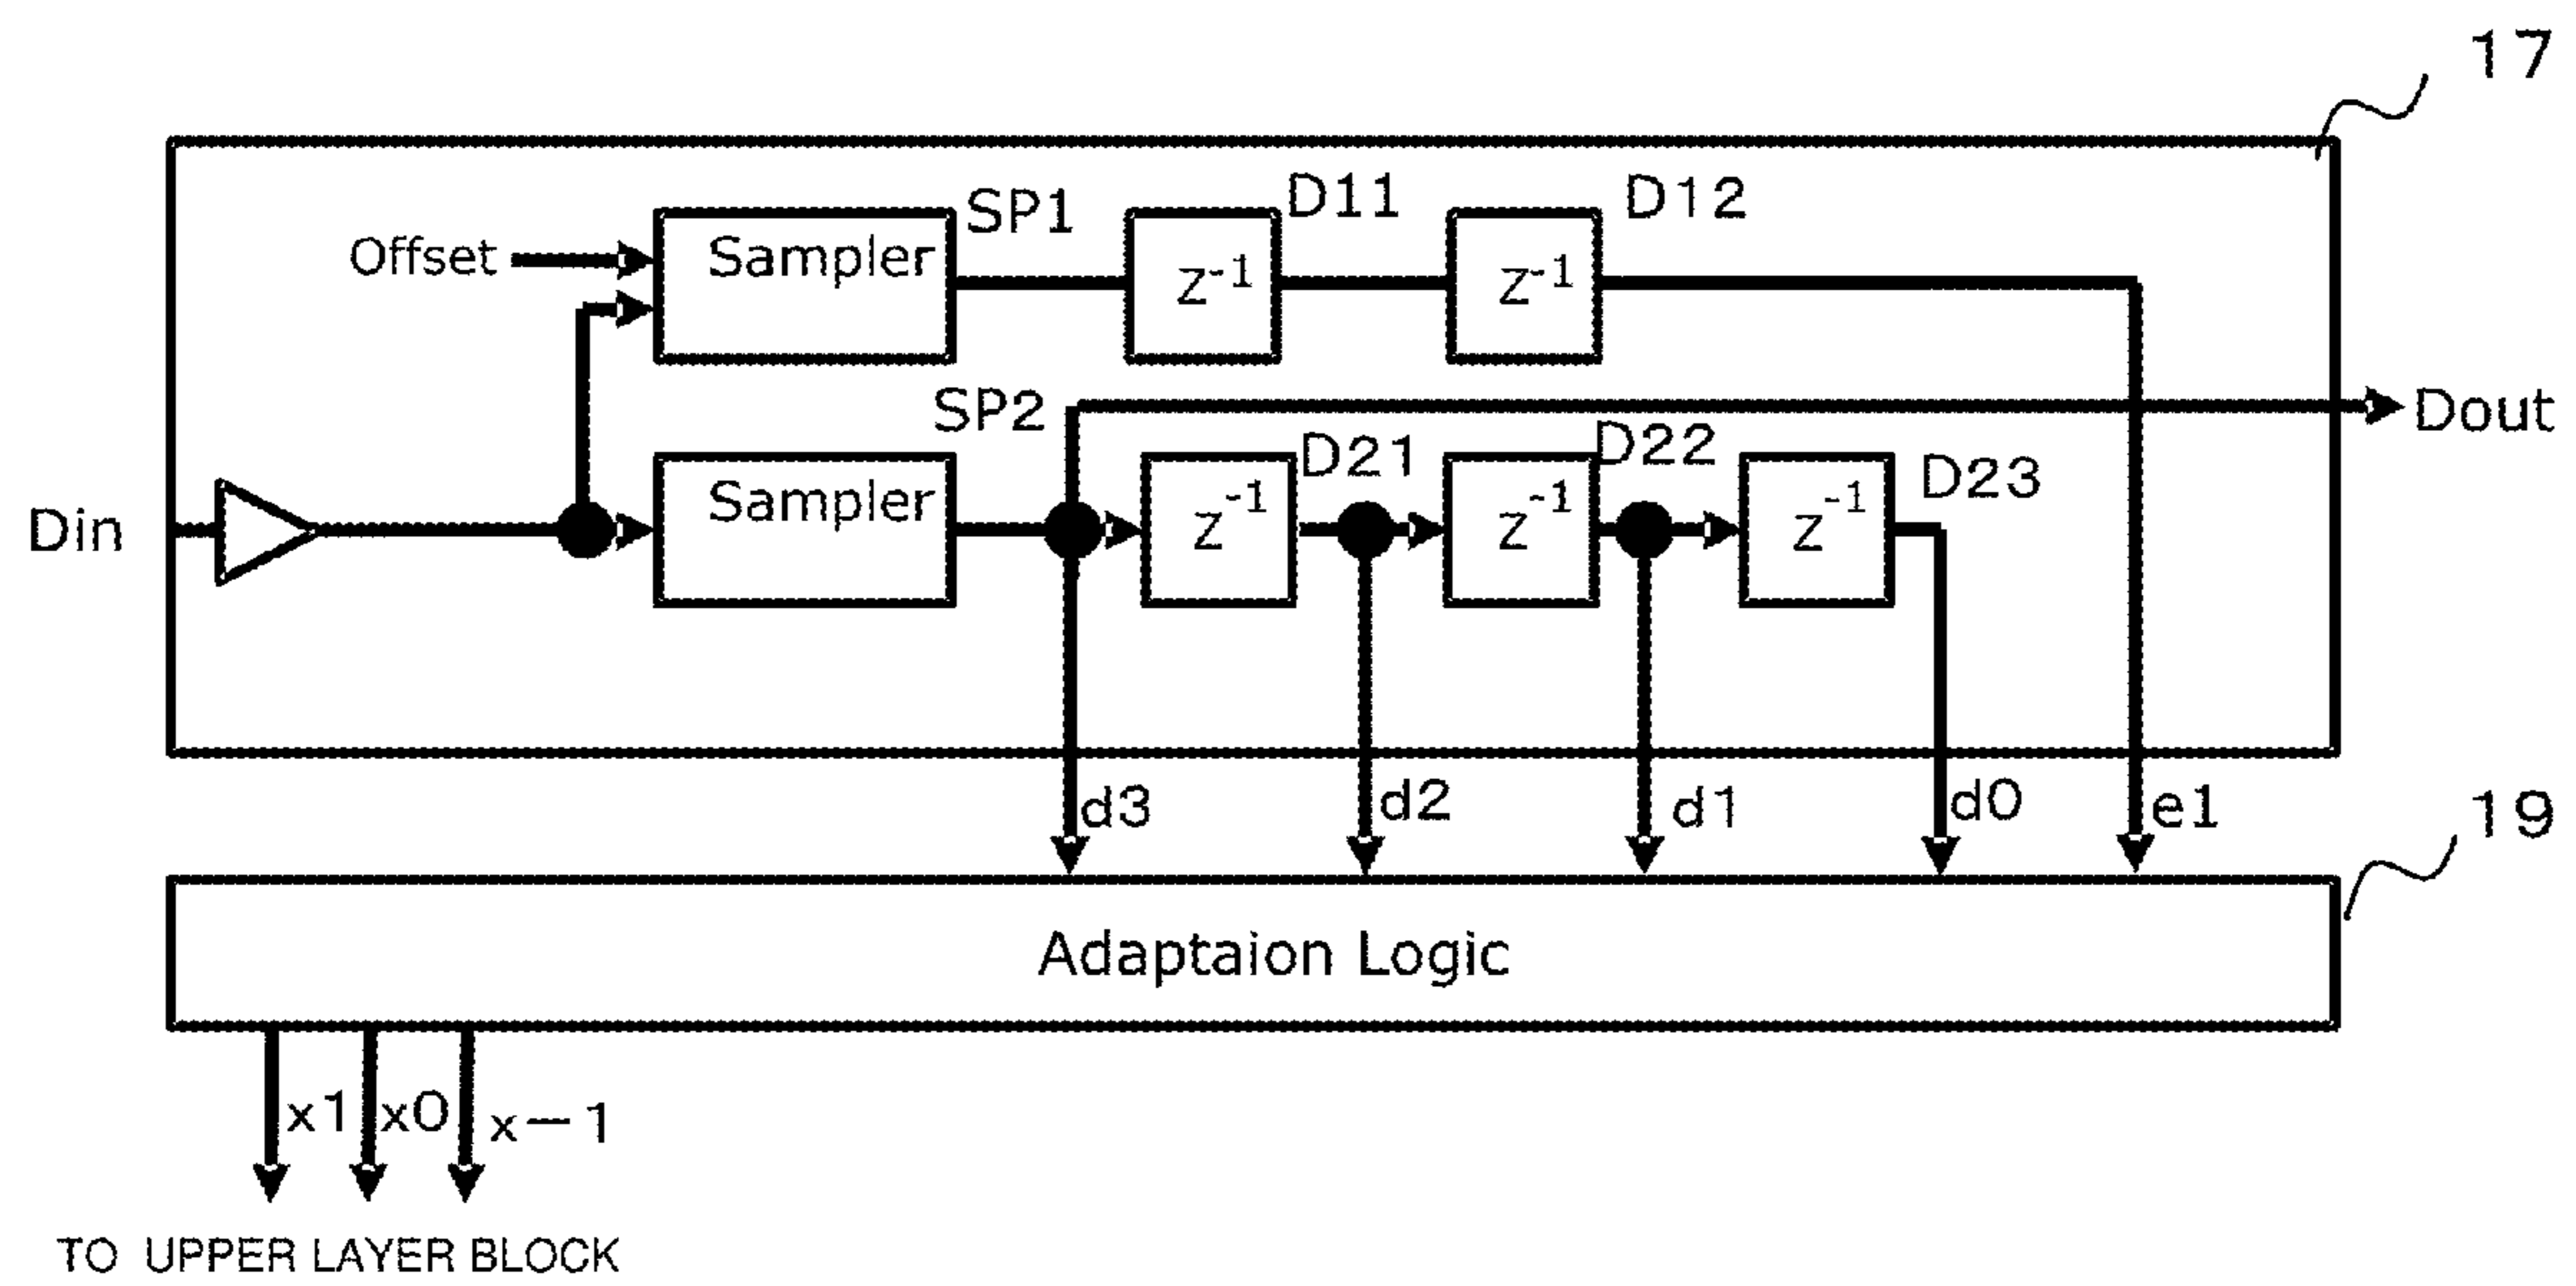 17
SP1
D11
D12
Offset
Sampler
Z-1
Z-1
SP2
Dout
D21
D22
D23
Din
Sampler
Z-1
Z-1
Z-1
d3
d2
d1
d0
e1
19
Adaptaion Logic
x1
x0
x−1
TO UPPER LAYER BLOCK